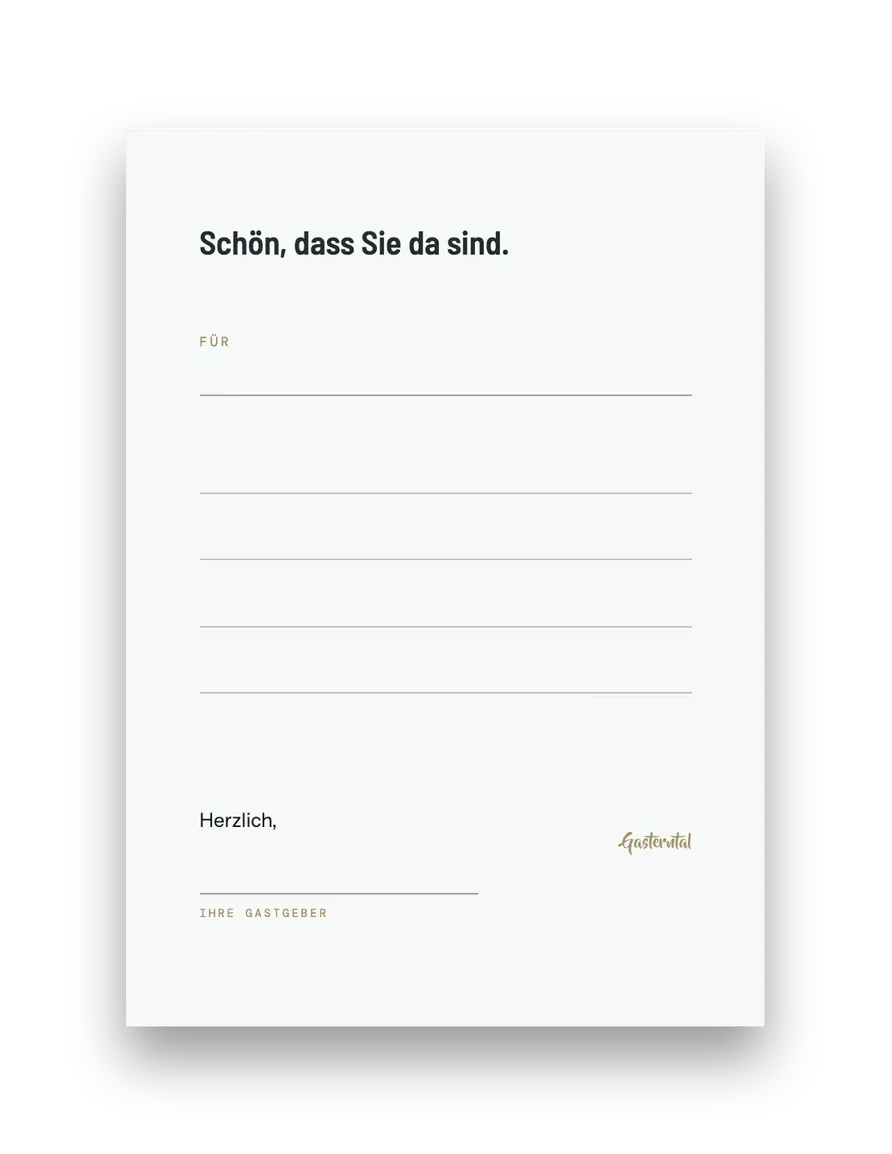 Schön, dass Sie da sind.
FÜR
Herzlich,
Gasterntal
IHRE GASTGEBER